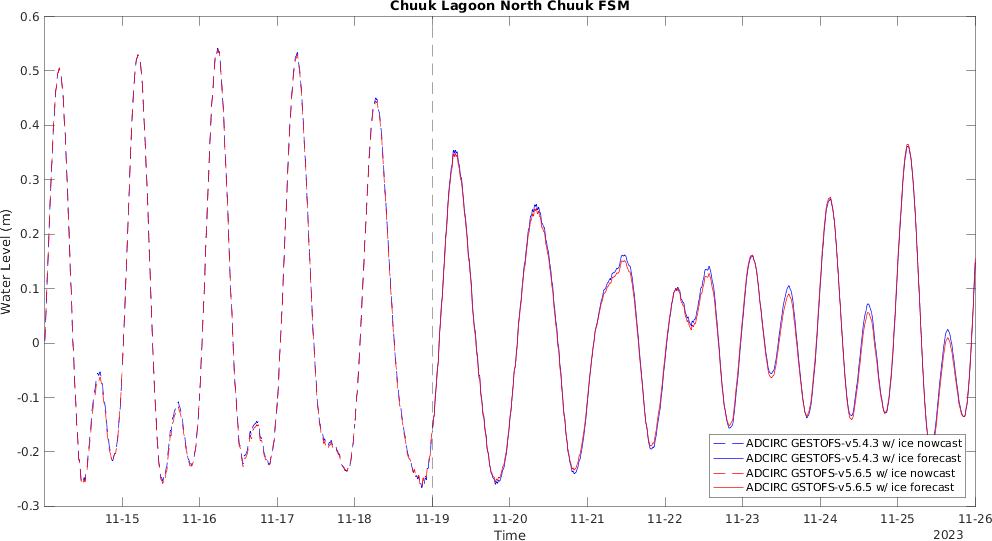 Chuuk Lagoon North Chuuk FSM
0.6
0.5
0.4
0.3
0.2
0.1
0
-0.1
-0.2
-0.3
Water Level (m)
ADCIRC GESTOFS-v5.4.3 w/ ice nowcast
ADCIRC GESTOFS-v5.4.3 w/ ice forecast
ADCIRC GSTOFS-v5.6.5 w/ ice nowcast
ADCIRC GSTOFS-v5.6.5 w/ ice forecast
11-15 11-16 11-17 11-18 11-19 11-20 11-21 11-22 11-23 11-24 11-25 11-26
Time
2023